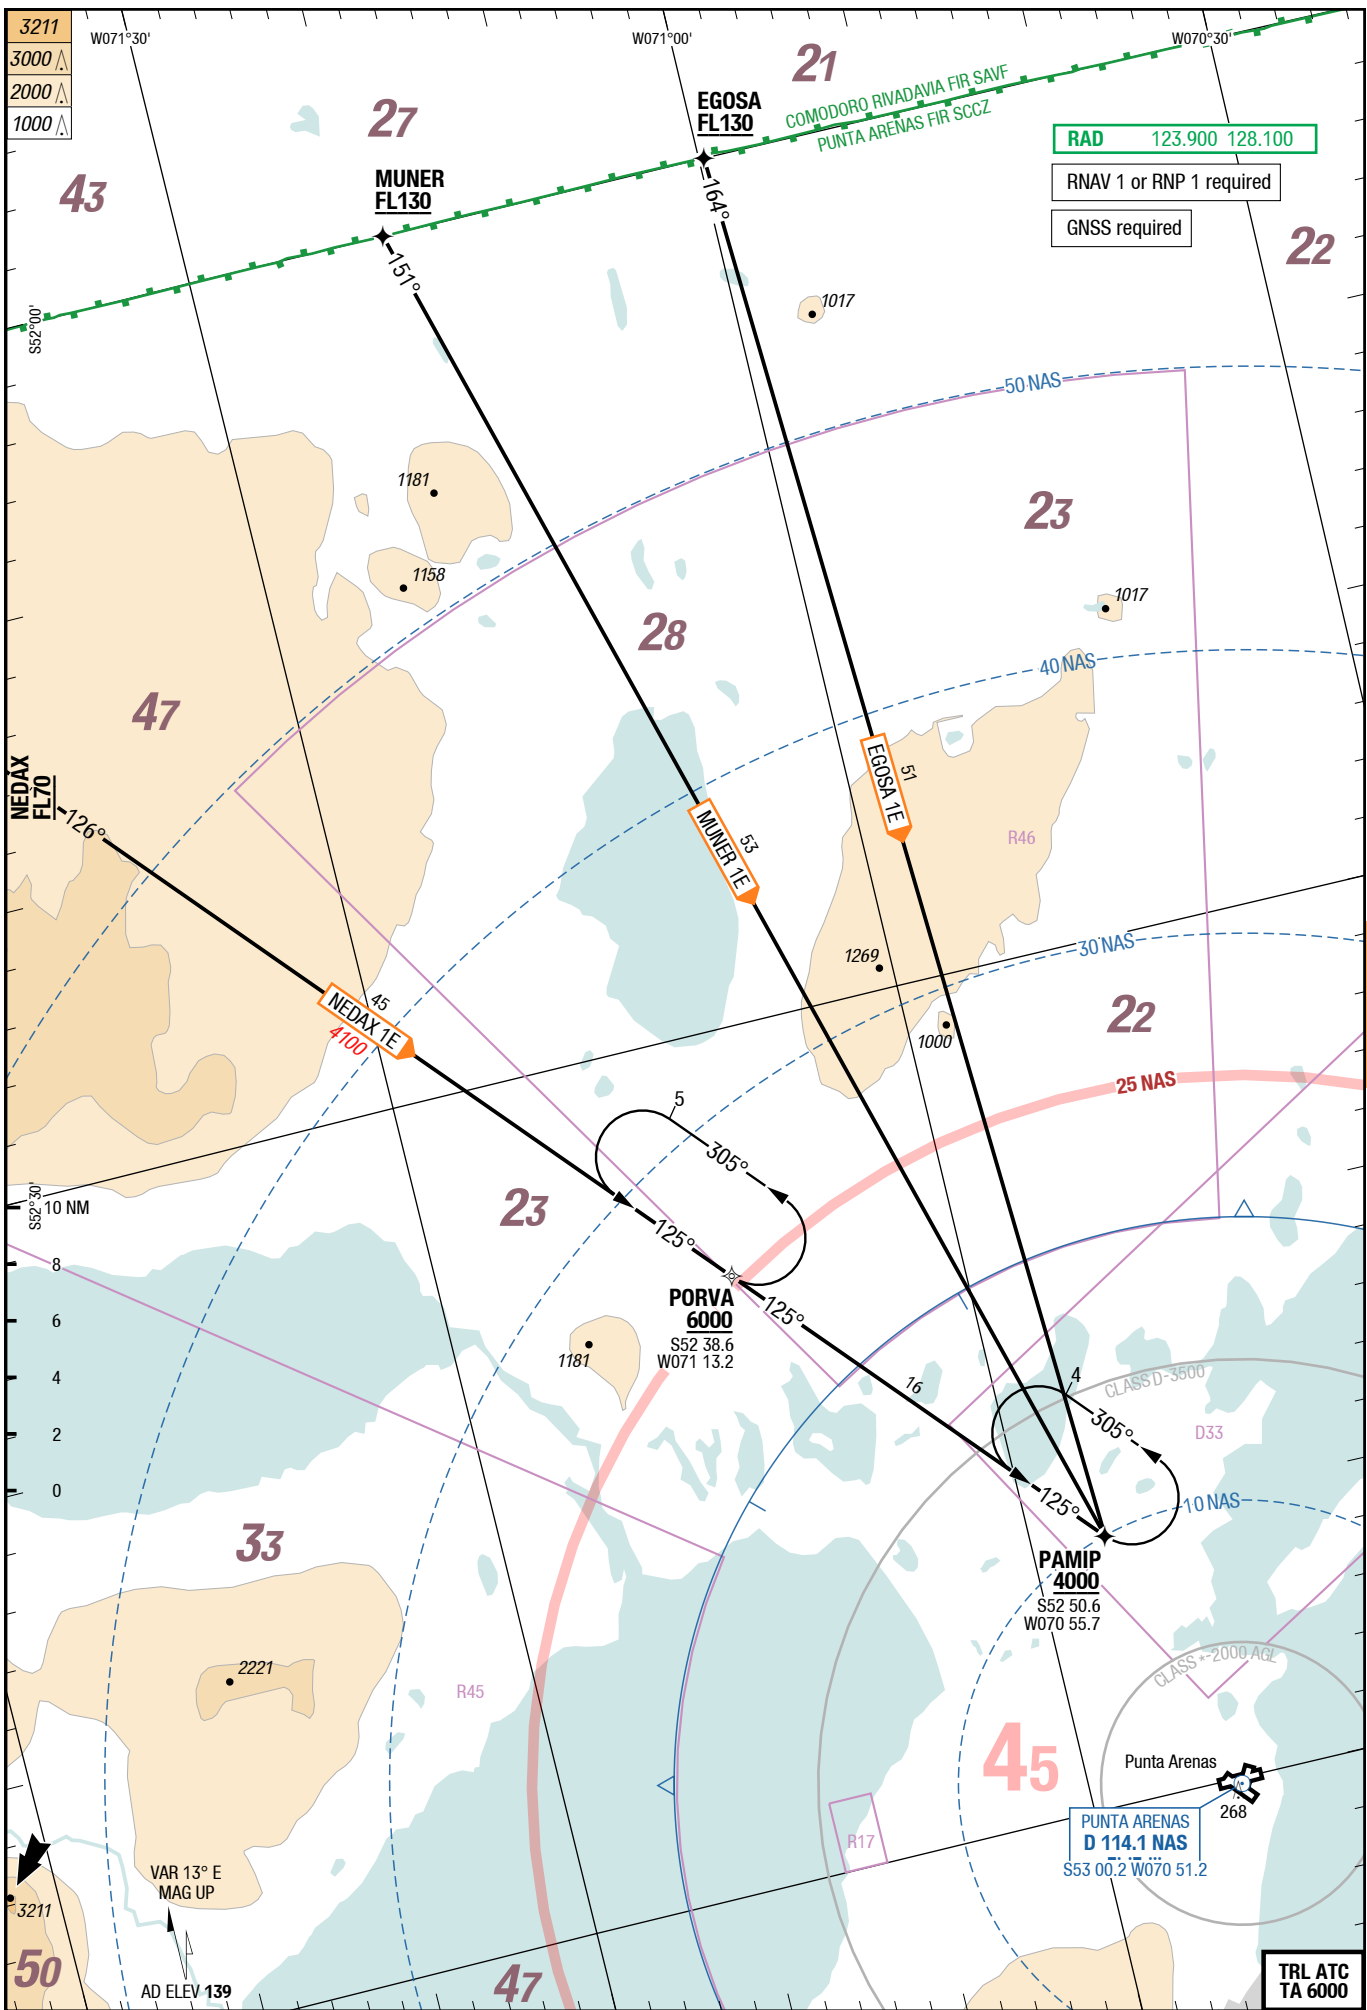 3211
3000
2000
1000
W071°30'
W071°00'
W070°30'
21
27
43
22
COMODORO RIVADAVIA FIR SAVF
PUNTA ARENAS FIR SCCZ
EGOSA
FL130
MUNER
FL130
RAD 123.900 128.100
RNAV 1 or RNP 1 required
GNSS required
164°
151°
S52°00'
1017
50 NAS
1181
23
1158
1017
28
40 NAS
47
NEDAX
FL70
126°
51
EGOSA 1E
53
MUNER 1E
R46
1269
30 NAS
45
NEDAX 1E
4100
1000
22
25 NAS
5
305°
S52°30'
10 NM
8
6
4
2
0
23
125°
PORVA
6000
S52 38.6
W071 13.2
125°
1181
16
4
CLASS D-3500
305°
D33
125°
10 NAS
33
PAMIP
4000
S52 50.6
W070 55.7
CLASS *-2000 AGL
2221
R45
45
Punta Arenas
268
PUNTA ARENAS
D 114.1 NAS
S53 00.2 W070 51.2
R17
VAR 13° E
MAG UP
3211
50
AD ELEV 139
47
TRL ATC
TA 6000